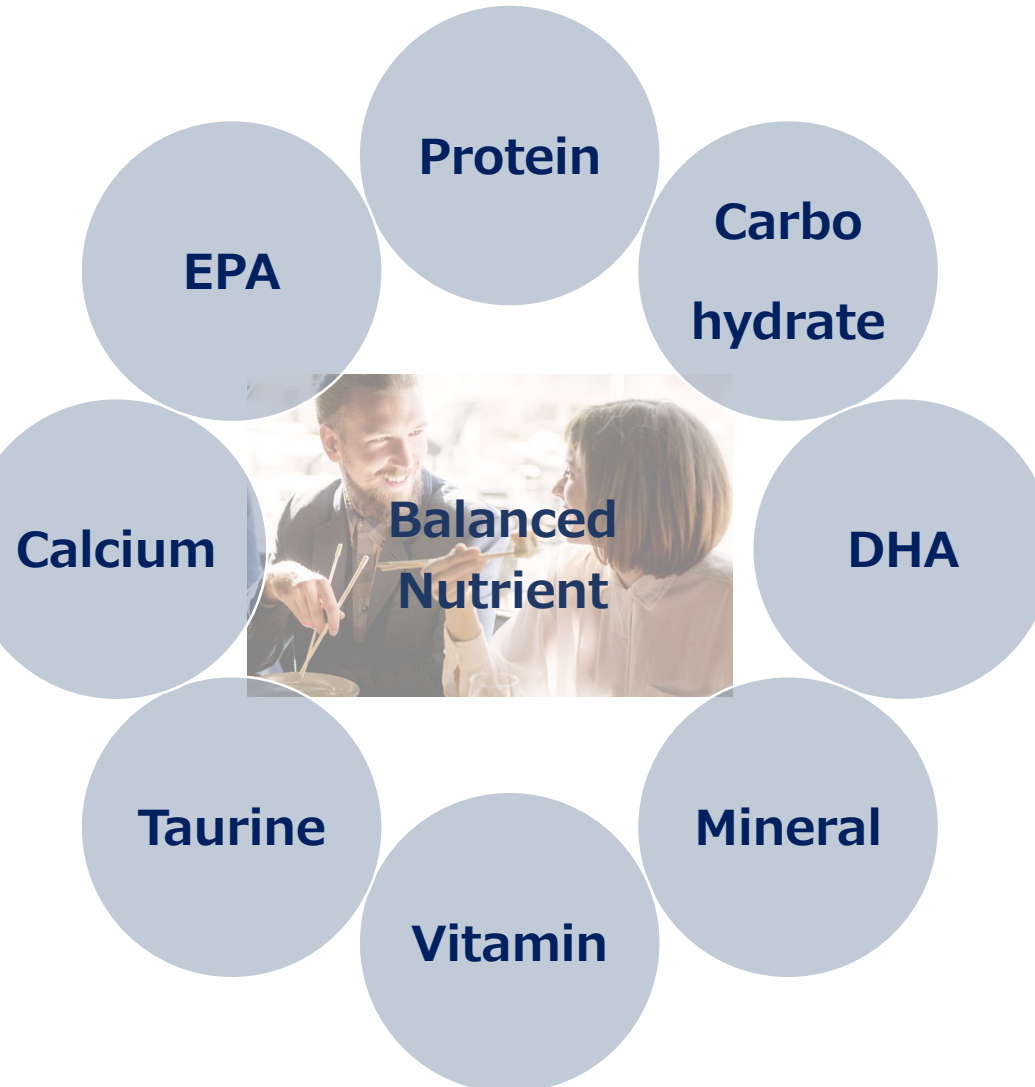 Protein
Carbo
hydrate
EPA
Balanced
Nutrient
Calcium
DHA
Taurine
Mineral
Vitamin